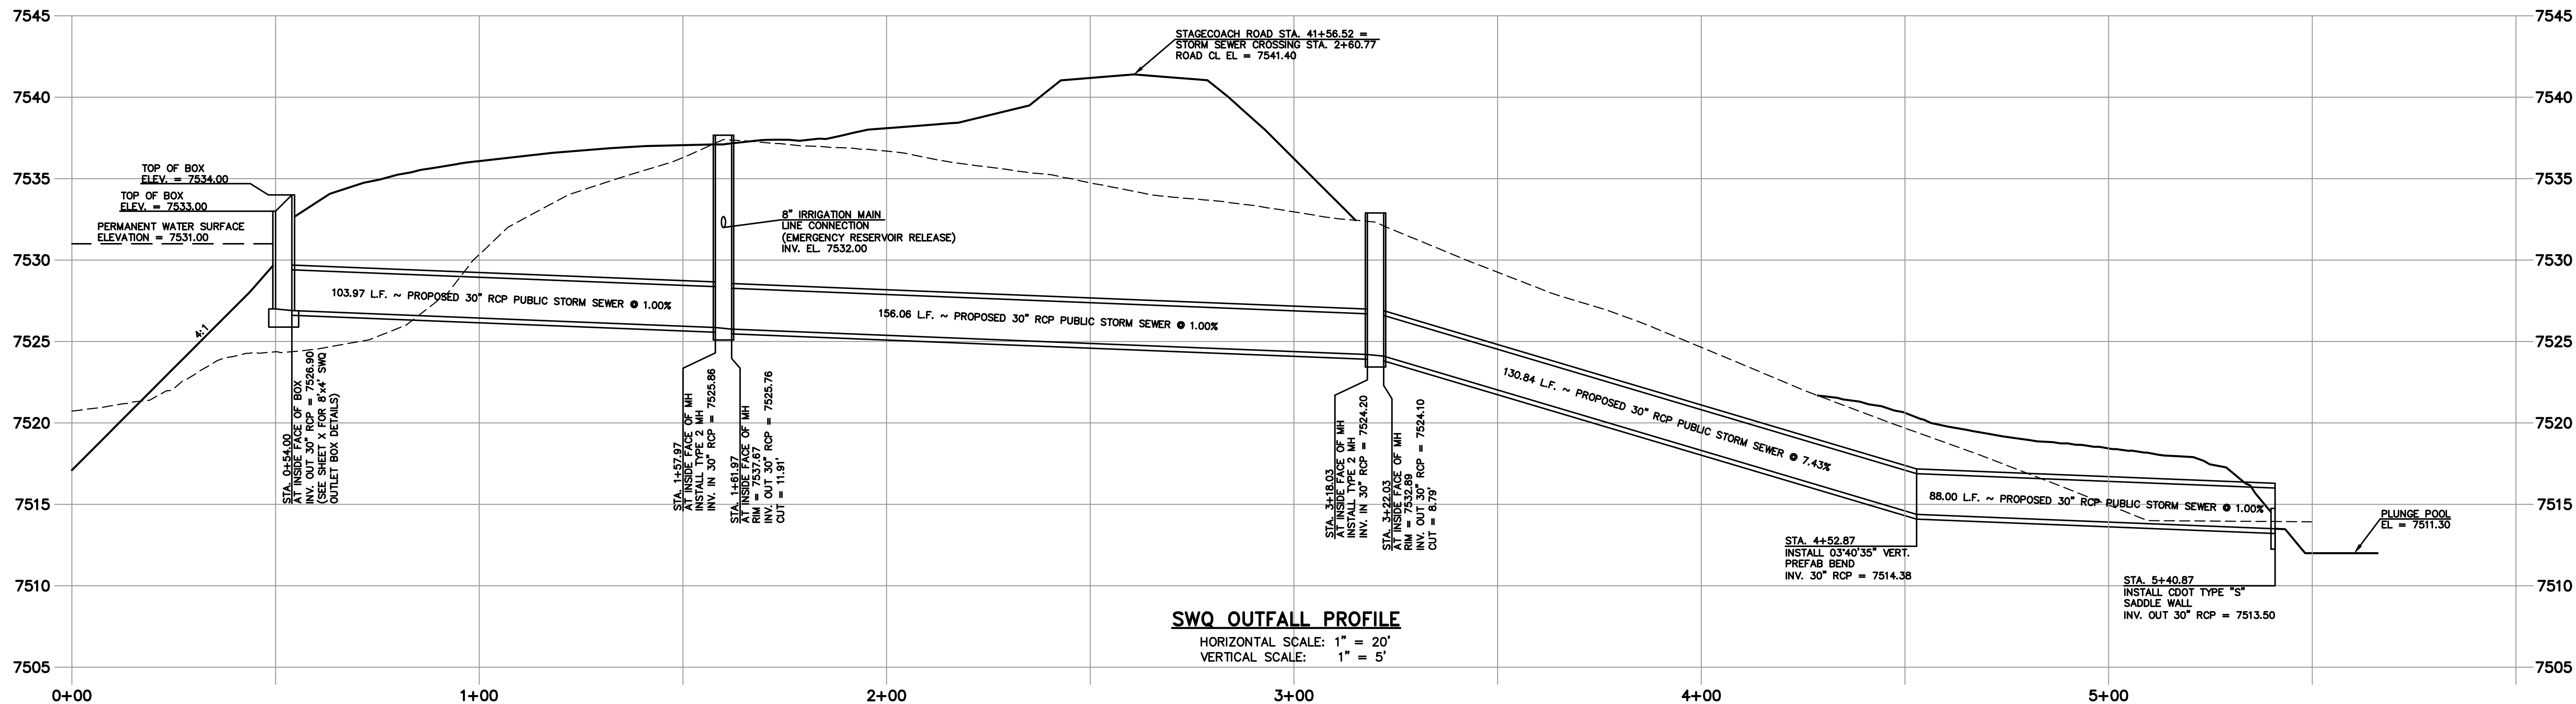 SWQ OUTFALL PROFILE
HORIZONTAL SCALE: 1" = 20'
VERTICAL SCALE: 1" = 5'
7545
7540
7535
7530
7525
7520
7515
7510
7505
7545
7540
7535
7530
7525
7520
7515
7510
7505
0+00
1+00
2+00
3+00
4+00
5+00
TOP OF BOX
ELEV. = 7534.00
TOP OF BOX
ELEV. = 7533.00
PERMANENT WATER SURFACE
ELEVATION = 7531.00
4:1
STA. 0+54.00
AT INSIDE FACE OF BOX
INV. OUT 30" RCP = 7526.90
(SEE SHEET X FOR 8'x4' SWQ
OUTLET BOX DETAILS)
103.97 L.F. ~ PROPOSED 30" RCP PUBLIC STORM SEWER @ 1.00%
STA. 1+57.97
AT INSIDE FACE OF MH
INSTALL TYPE 2 MH
INV. IN 30" RCP = 7525.86
STA. 1+61.97
AT INSIDE FACE OF MH
RIM = 7537.67
INV. OUT 30" RCP = 7525.76
CUT = 11.91'
8" IRRIGATION MAIN
LINE CONNECTION
(EMERGENCY RESERVOIR RELEASE)
INV. EL. 7532.00
156.06 L.F. ~ PROPOSED 30" RCP PUBLIC STORM SEWER @ 1.00%
STAGECOACH ROAD STA. 41+56.52 =
STORM SEWER CROSSING STA. 2+60.77
ROAD CL EL = 7541.40
STA. 3+18.03
AT INSIDE FACE OF MH
INSTALL TYPE 2 MH
INV. IN 30" RCP = 7524.20
STA. 3+22.03
AT INSIDE FACE OF MH
RIM = 7532.89
INV. OUT 30" RCP = 7524.10
CUT = 8.79'
130.84 L.F. ~ PROPOSED 30" RCP PUBLIC STORM SEWER @ 7.43%
STA. 4+52.87
INSTALL 03°40'35" VERT.
PREFAB BEND
INV. 30" RCP = 7514.38
88.00 L.F. ~ PROPOSED 30" RCP PUBLIC STORM SEWER @ 1.00%
STA. 5+40.87
INSTALL CDOT TYPE "S"
SADDLE WALL
INV. OUT 30" RCP = 7513.50
PLUNGE POOL
EL = 7511.30